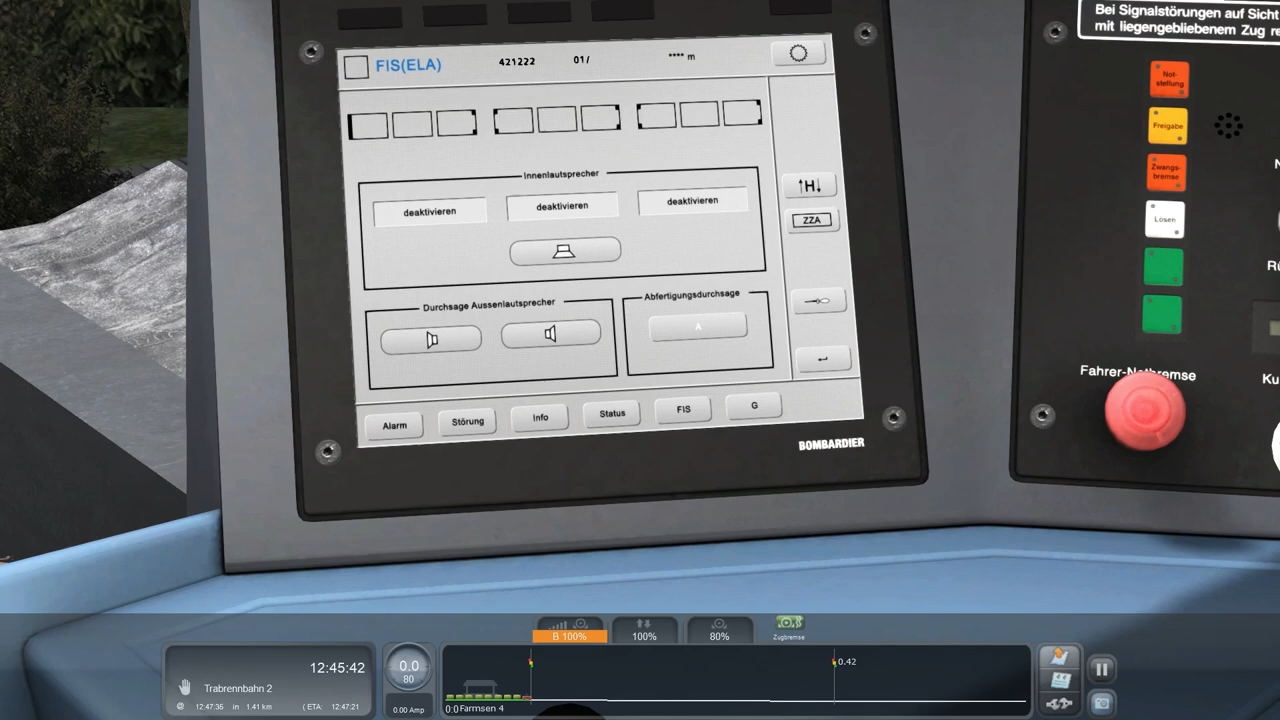 FIS(ELA) 421222 01/ **** m
Innenlautsprecher
deaktivieren deaktivieren deaktivieren
H
ZZA
Durchsage Aussenlautsprecher
Abfertigungsdurchsage
A
Alarm Störung Info Status FIS G
BOMBARDIER
Bei Signalstörungen auf Sicht
mit liegengebliebenem Zug re
Not-
stellung
Freigabe
Zwangs-
bremse
Lösen
Fahrer-Notbremse
Ku
B 100% 100% 80% Zugbremse
12:45:42
Trabrennbahn 2
@ 12:47:36 in 1.41 km ( ETA: 12:47:21
0.0
80
0.00 Amp
0.42
0:0 Farmsen 4